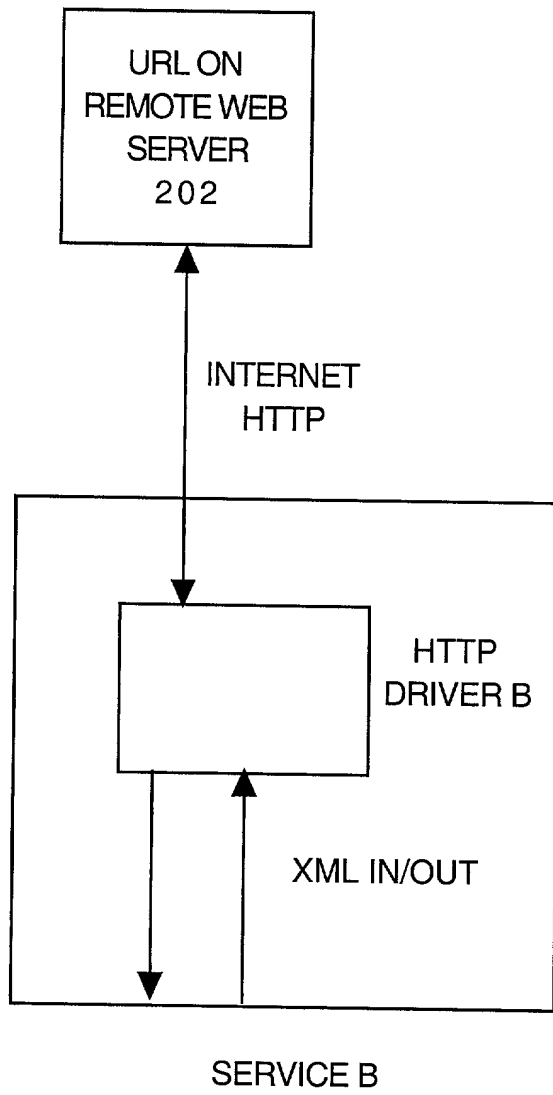 URL ON
REMOTE WEB
SERVER
202
INTERNET
HTTP
HTTP
DRIVER B
XML IN/OUT
SERVICE B